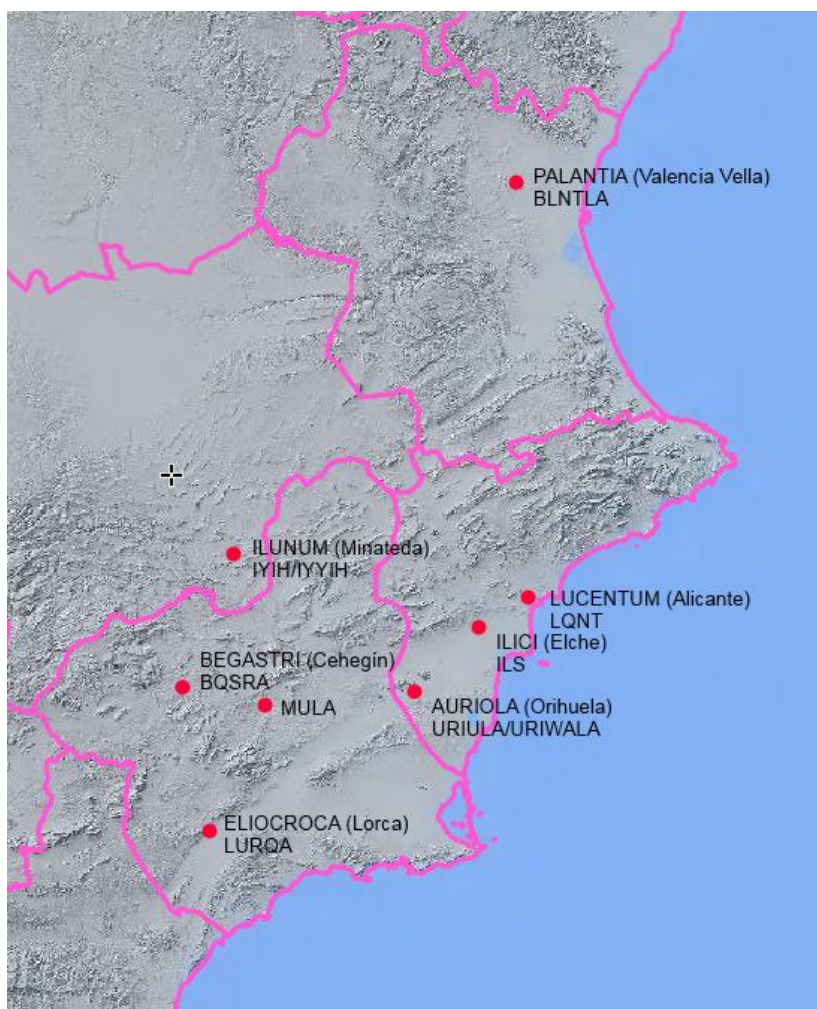 PALANTIA (Valencia Vella)
BLNTLA
ILUNUM (Minateda)
IYIH/IYYIH
LUCENTUM (Alicante)
LQNT
ILICI (Elche)
ILS
BEGASTRI (Cehegín)
BQSRA
MULA
AURIOLA (Orihuela)
URIULA/URIWALA
ELIOCROCA (Lorca)
LURQA